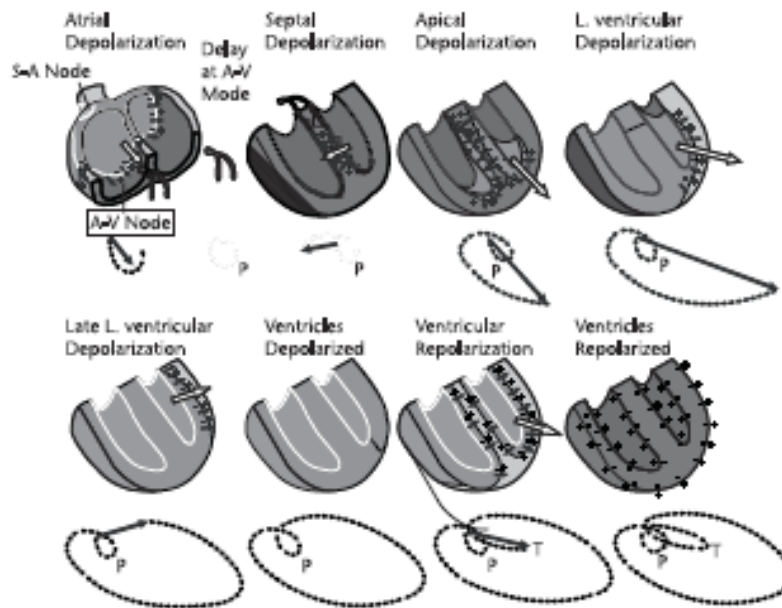 Atrial
Depolarization
Septal
Depolarization
Apical
Depolarization
L. ventricular
Depolarization
Delay
at A-V
Mode
S-A Node
A-V Node
P
P
P
P
Late L. ventricular
Depolarization
Ventricles
Depolarized
Ventricular
Repolarization
Ventricles
Repolarized
P
P
P
T
P
T